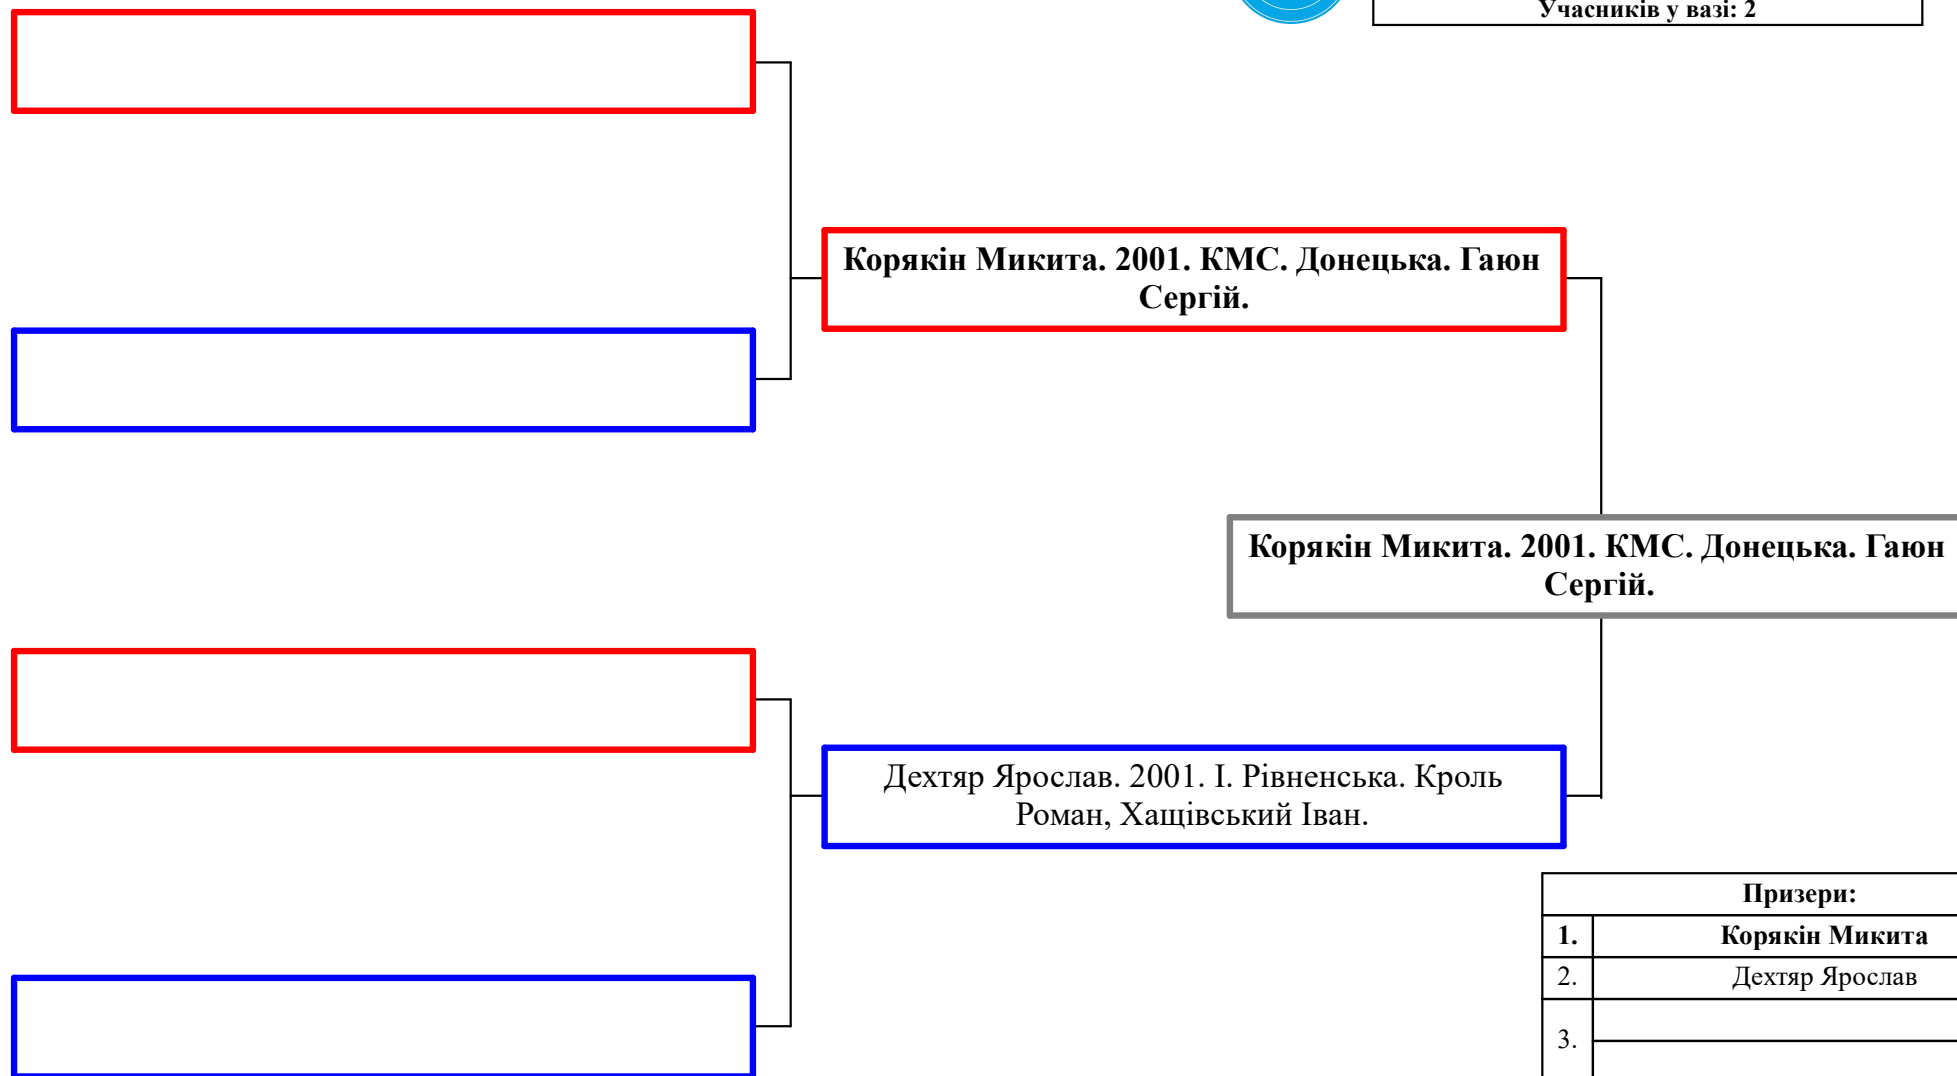 Учасників у вазі: 2
Корякін Микита. 2001. КМС. Донецька. Гаюн
Сергій.
Корякін Микита. 2001. КМС. Донецька. Гаюн
Сергій.
Дехтяр Ярослав. 2001. І. Рівненська. Кроль
Роман, Хащівський Іван.
Призери:
1. Корякін Микита
2. Дехтяр Ярослав
3.